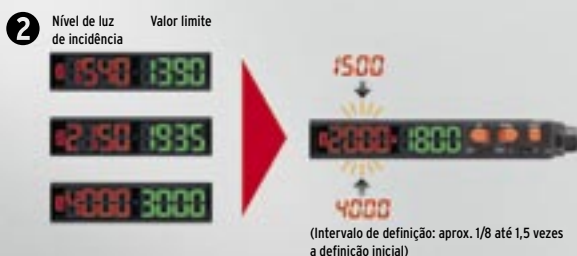 2
Nível de luz
de incidência
Valor limite
1540 1390
2150 1935
4000 3000
1500
2000 1800
4000
(Intervalo de definição: aprox. 1/8 até 1,5 vezes
a definição inicial)